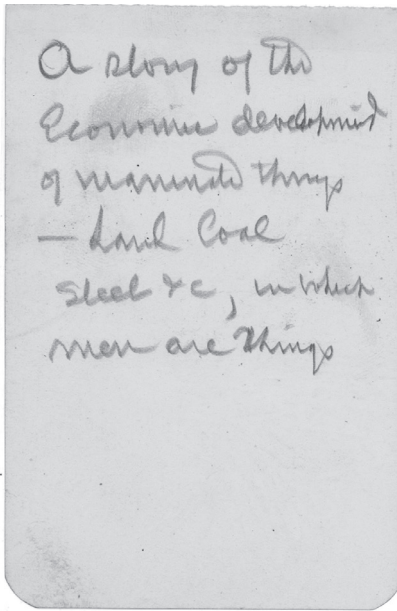 A story of the
Economic development
of inanimate things
— Land Coal
Steel &c, in which
men are things